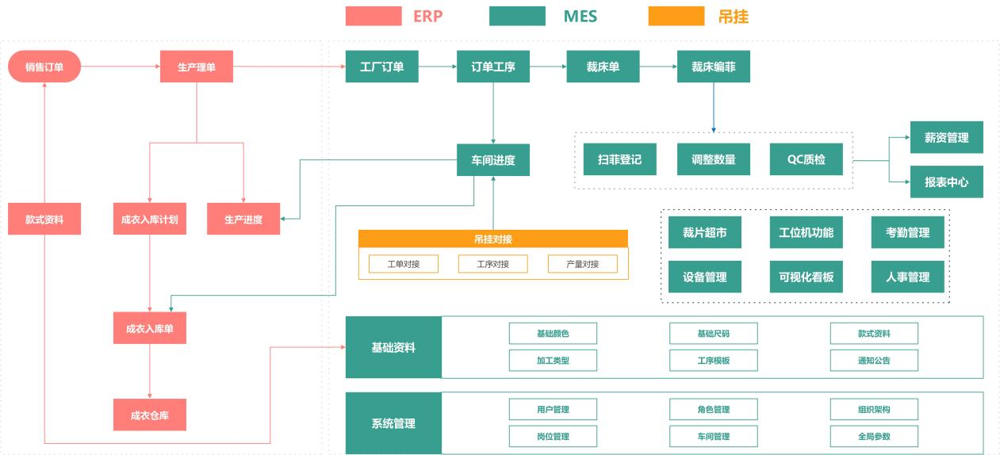 ERP
MES
吊挂
销售订单
生产理单
工厂订单
订单工序
裁床单
裁床编菲
车间进度
扫菲登记
调整数量
QC质检
薪资管理
报表中心
款式资料
成衣入库计划
生产进度
吊挂对接
工单对接
工序对接
产量对接
裁片超市
工位机功能
考勤管理
设备管理
可视化看板
人事管理
成衣入库单
成衣仓库
基础资料
基础颜色
基础尺码
款式资料
加工类型
工序模板
通知公告
系统管理
用户管理
角色管理
组织架构
岗位管理
车间管理
全局参数